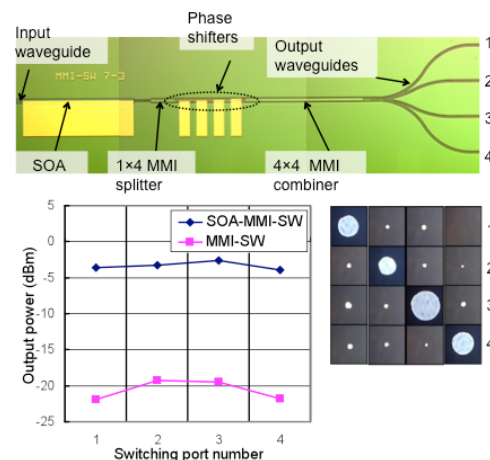 Input
waveguide
Phase
shifters
Output
waveguides
1
2
3
4
MMI-SW 7-3
SOA
1×4 MMI
splitter
4×4 MMI
combiner
5
0
-5
-10
-15
-20
-25
Output power (dBm)
SOA-MMI-SW
MMI-SW
1 2 3 4
Switching port number
1
2
3
4